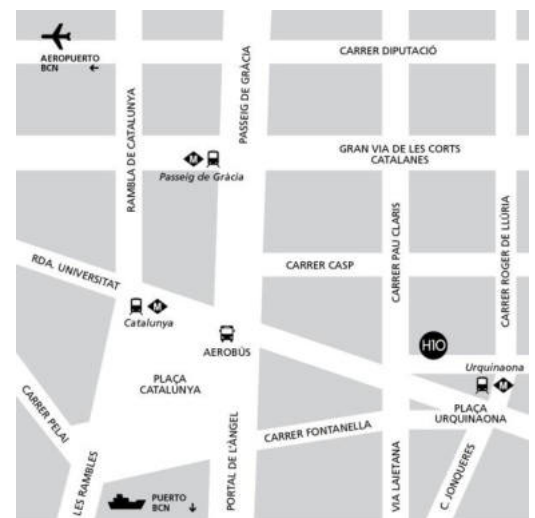 AEROPUERTO
BCN ←
CARRER DIPUTACIÓ
PASSEIG DE GRÀCIA
RAMBLA DE CATALUNYA
GRAN VIA DE LES CORTS
CATALANES
M
Passeig de Gràcia
CARRER PAU CLARIS
CARRER ROGER DE LLÚRIA
CARRER CASP
RDA. UNIVERSITAT
M
Catalunya
AEROBÚS
H10
Urquinaona
M
PLAÇA
CATALUNYA
PLAÇA
URQUINAONA
CARRER PELAI
CARRER FONTANELLA
PORTAL DE L'ÀNGEL
VIA LAIETANA
C. JONQUERES
LES RAMBLES
PUERTO
BCN ↓